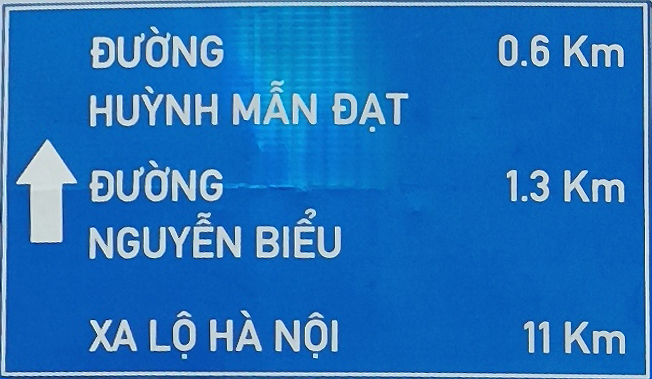 ĐƯỜNG 0.6 Km
HUỲNH MẪN ĐẠT
ĐƯỜNG 1.3 Km
NGUYỄN BIỂU
XA LỘ HÀ NỘI 11 Km